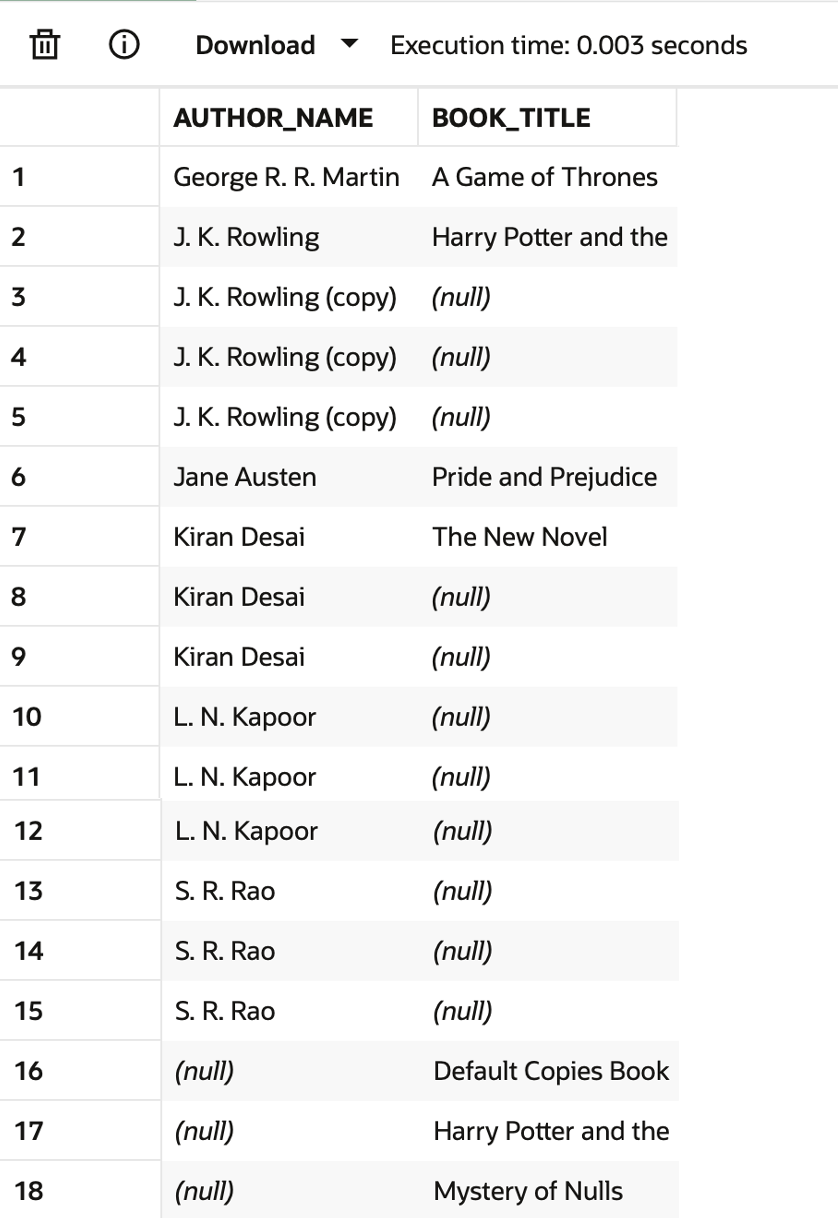 Download Execution time: 0.003 seconds
AUTHOR_NAME BOOK_TITLE
1 George R. R. Martin A Game of Thrones
2 J. K. Rowling Harry Potter and the
3 J. K. Rowling (copy) (null)
4 J. K. Rowling (copy) (null)
5 J. K. Rowling (copy) (null)
6 Jane Austen Pride and Prejudice
7 Kiran Desai The New Novel
8 Kiran Desai (null)
9 Kiran Desai (null)
10 L. N. Kapoor (null)
11 L. N. Kapoor (null)
12 L. N. Kapoor (null)
13 S. R. Rao (null)
14 S. R. Rao (null)
15 S. R. Rao (null)
16 (null) Default Copies Book
17 (null) Harry Potter and the
18 (null) Mystery of Nulls